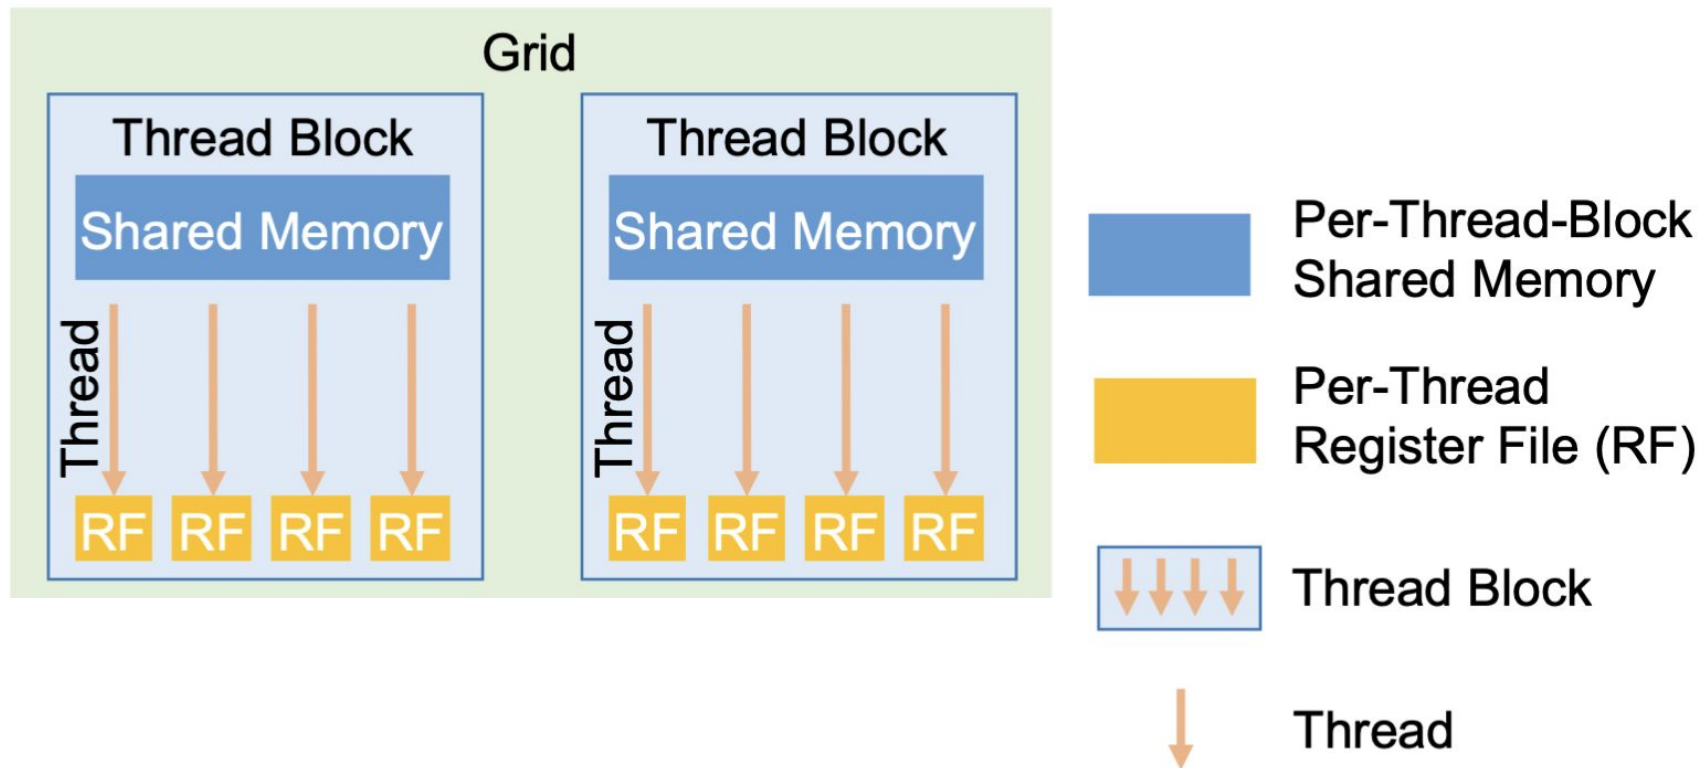 Grid
Thread Block
Shared Memory
Thread
RF RF RF RF
Thread Block
Shared Memory
Thread
RF RF RF RF
Per-Thread-Block
Shared Memory
Per-Thread
Register File (RF)
Thread Block
Thread